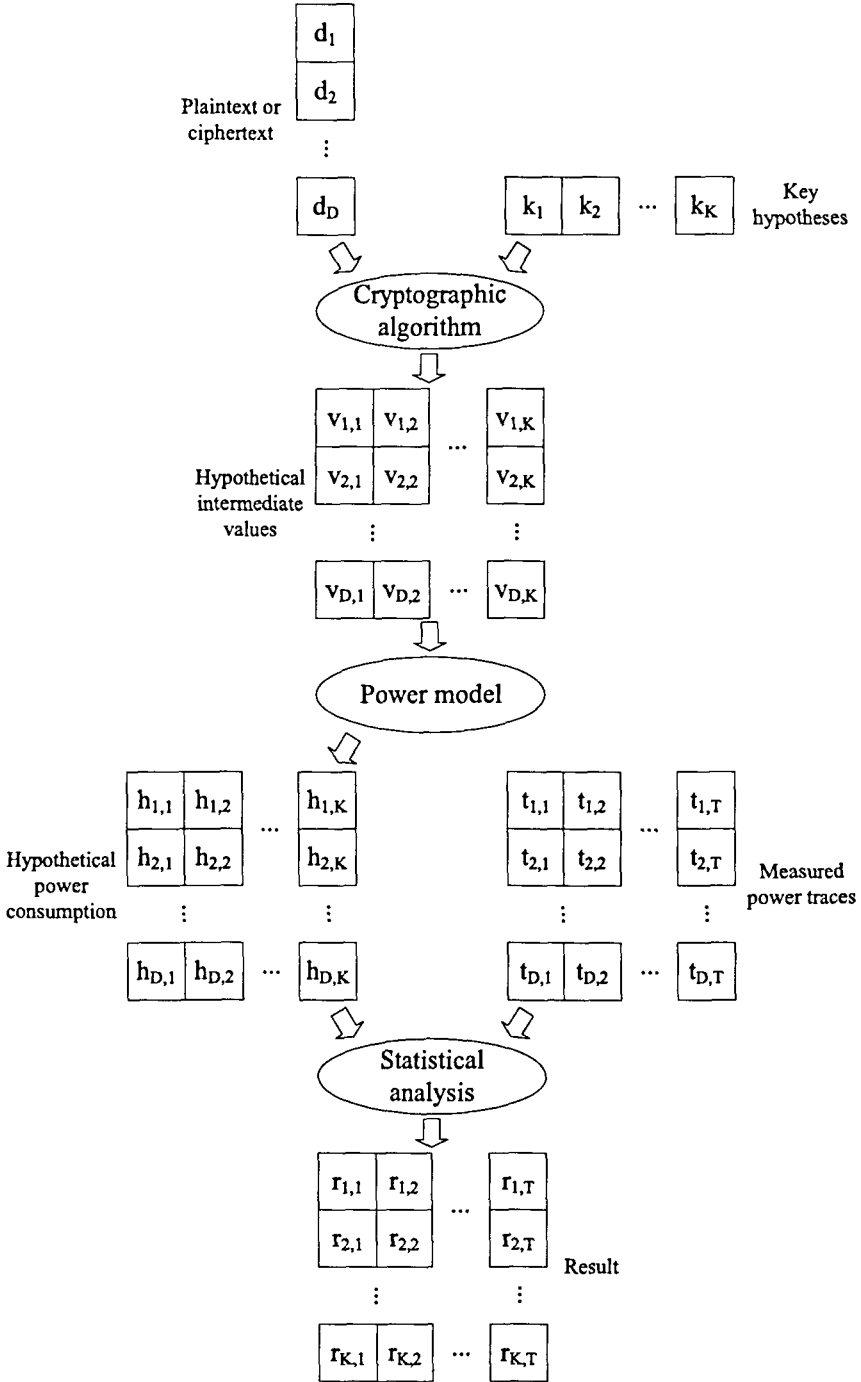 d1
d2
Plaintext or
ciphertext
⋮
dD
k1 k2 ... kK
Key
hypotheses
Cryptographic
algorithm
v1,1 v1,2 ... v1,K
v2,1 v2,2 v2,K
Hypothetical
intermediate
values
⋮ ⋮
vD,1 vD,2 ... vD,K
Power model
h1,1 h1,2 ... h1,K
h2,1 h2,2 h2,K
Hypothetical
power
consumption
⋮ ⋮
hD,1 hD,2 ... hD,K
t1,1 t1,2 ... t1,T
t2,1 t2,2 t2,T
Measured
power traces
⋮ ⋮
tD,1 tD,2 ... tD,T
Statistical
analysis
r1,1 r1,2 ... r1,T
r2,1 r2,2 r2,T
Result
⋮ ⋮
rK,1 rK,2 ... rK,T